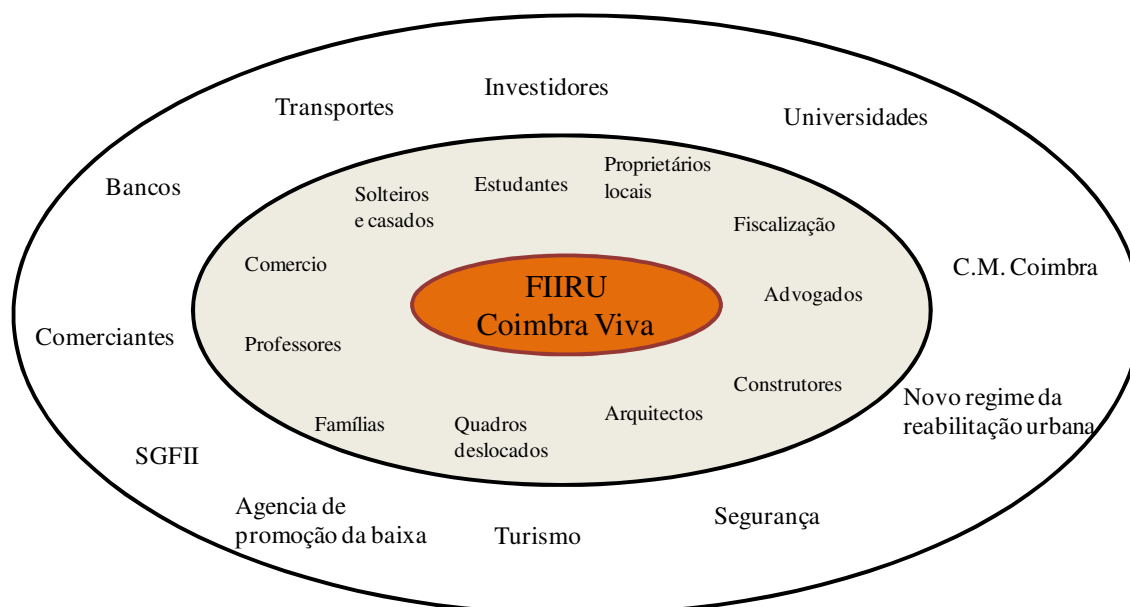 Investidores
Transportes
Universidades
Bancos
Proprietários
locais
Estudantes
Solteiros
e casados
Fiscalização
Comercio
C.M. Coimbra
FIIRU
Coimbra Viva
Advogados
Comerciantes
Professores
Construtores
Novo regime da
reabilitação urbana
Arquitectos
Famílias
Quadros
deslocados
SGFII
Agencia de
promoção da baixa
Segurança
Turismo